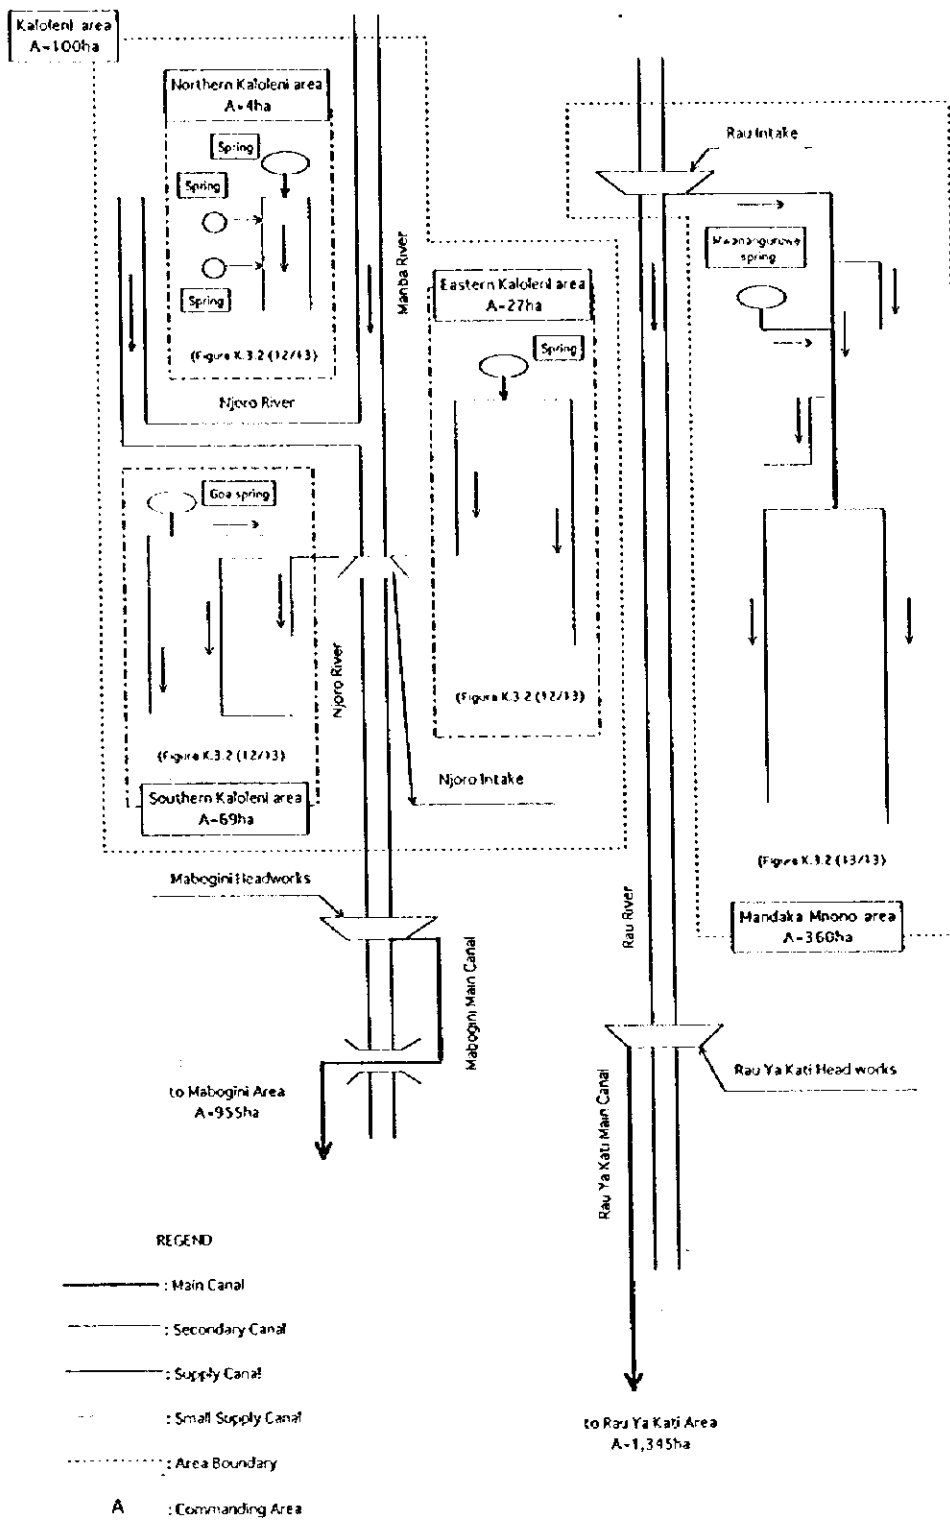 Kaloleni area
A=100ha
Northern Kaloleni area
A=4ha
Spring
Spring
Spring
(Figure K.3.2 (12/13)
Njoro River
Manba River
Eastern Kaloleni area
A=27ha
Spring
(Figure K.3.2 (12/13)
Rau Intake
Mwananguruwe
spring
Goa spring
(Figure K.3.2 (12/13)
Southern Kaloleni area
A=69ha
Njoro River
Njoro Intake
Rau River
(Figure K.3.2 (13/13)
Mandaka Mnono area
A=360ha
Mabogini Headworks
Mabogini Main Canal
to Mabogini Area
A=955ha
Rau Ya Kati Head works
Rau Ya Kati Main Canal
to Rau Ya Kati Area
A=1,345ha
REGEND
: Main Canal
: Secondary Canal
: Supply Canal
: Small Supply Canal
: Area Boundary
A : Commanding Area